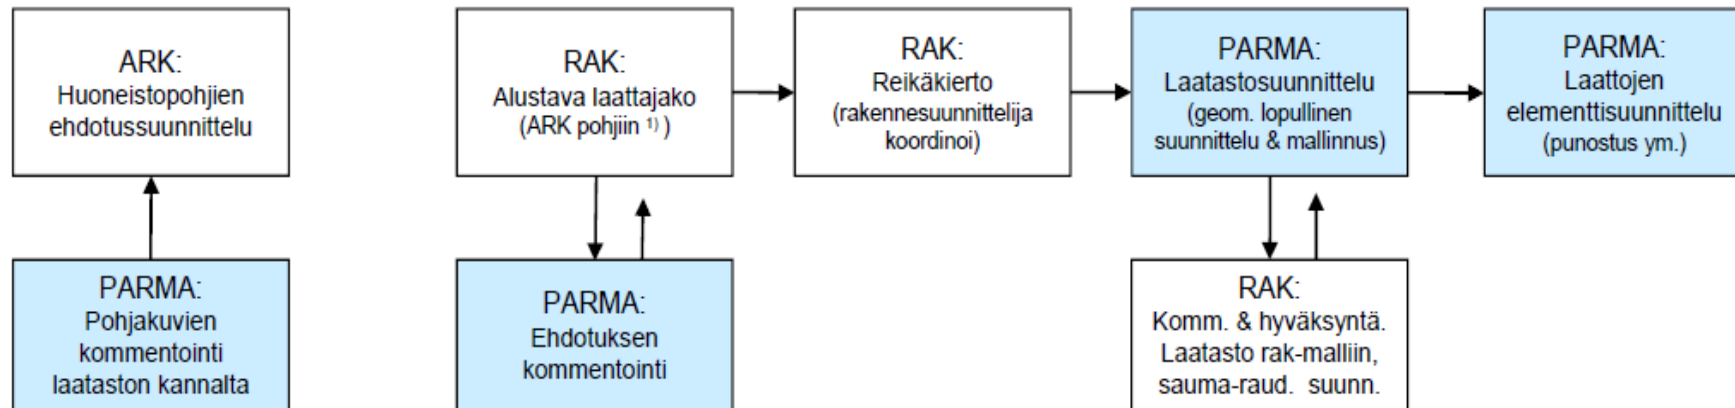 ARK:
Huoneistopohjien
ehdotussuunnittelu
RAK:
Alustava laattajako
(ARK pohjiin ¹⁾ )
RAK:
Reikäkierto
(rakennesuunnittelija
koordinoi)
PARMA:
Laatastosuunnittelu
(geom. lopullinen
suunnittelu & mallinnus)
PARMA:
Laattojen
elementtisuunnittelu
(punostus ym.)
PARMA:
Pohjakuvien
kommentointi
laataston kannalta
PARMA:
Ehdotuksen
kommentointi
RAK:
Komm. & hyväksyntä.
Laatasto rak-malliin,
sauma-raud. suunn.